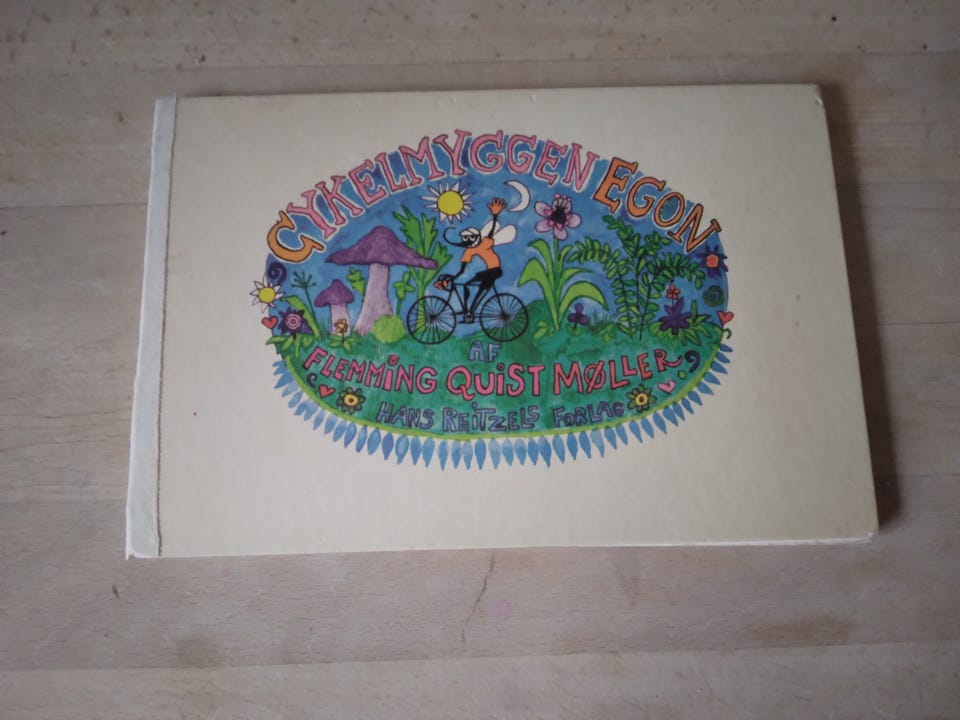 CYKELMYGGEN EGON
AF
FLEMMING QUIST MØLLER
HANS REITZELS FORLAG